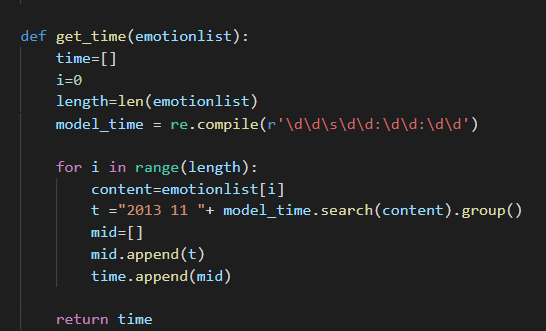 def get_time(emotionlist):
    time=[]
    i=0
    length=len(emotionlist)
    model_time = re.compile(r'\d\d\s\d\d:\d\d:\d\d')
    for i in range(length):
        content=emotionlist[i]
        t ="2013 11 "+ model_time.search(content).group()
        mid=[]
        mid.append(t)
        time.append(mid)
    return time